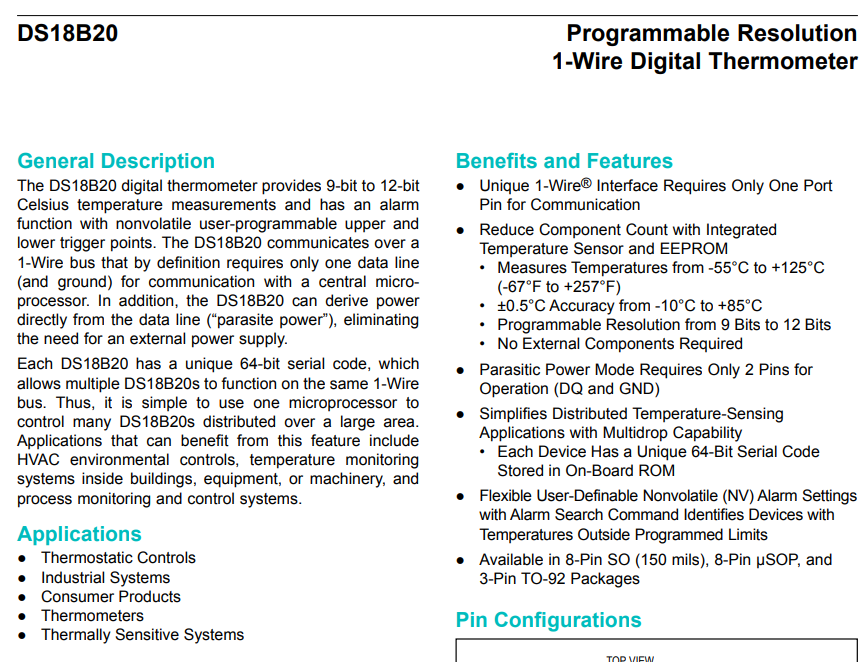 DS18B20
Programmable Resolution
1-Wire Digital Thermometer
General Description
The DS18B20 digital thermometer provides 9-bit to 12-bit
Celsius temperature measurements and has an alarm
function with nonvolatile user-programmable upper and
lower trigger points. The DS18B20 communicates over a
1-Wire bus that by definition requires only one data line
(and ground) for communication with a central micro-
processor. In addition, the DS18B20 can derive power
directly from the data line (“parasite power”), eliminating
the need for an external power supply.
Each DS18B20 has a unique 64-bit serial code, which
allows multiple DS18B20s to function on the same 1-Wire
bus. Thus, it is simple to use one microprocessor to
control many DS18B20s distributed over a large area.
Applications that can benefit from this feature include
HVAC environmental controls, temperature monitoring
systems inside buildings, equipment, or machinery, and
process monitoring and control systems.
Applications
● Thermostatic Controls
● Industrial Systems
● Consumer Products
● Thermometers
● Thermally Sensitive Systems
Benefits and Features
● Unique 1-Wire® Interface Requires Only One Port
Pin for Communication
● Reduce Component Count with Integrated
Temperature Sensor and EEPROM
• Measures Temperatures from -55°C to +125°C
(-67°F to +257°F)
• ±0.5°C Accuracy from -10°C to +85°C
• Programmable Resolution from 9 Bits to 12 Bits
• No External Components Required
● Parasitic Power Mode Requires Only 2 Pins for
Operation (DQ and GND)
● Simplifies Distributed Temperature-Sensing
Applications with Multidrop Capability
• Each Device Has a Unique 64-Bit Serial Code
Stored in On-Board ROM
● Flexible User-Definable Nonvolatile (NV) Alarm Settings
with Alarm Search Command Identifies Devices with
Temperatures Outside Programmed Limits
● Available in 8-Pin SO (150 mils), 8-Pin µSOP, and
3-Pin TO-92 Packages
Pin Configurations
TOP VIEW